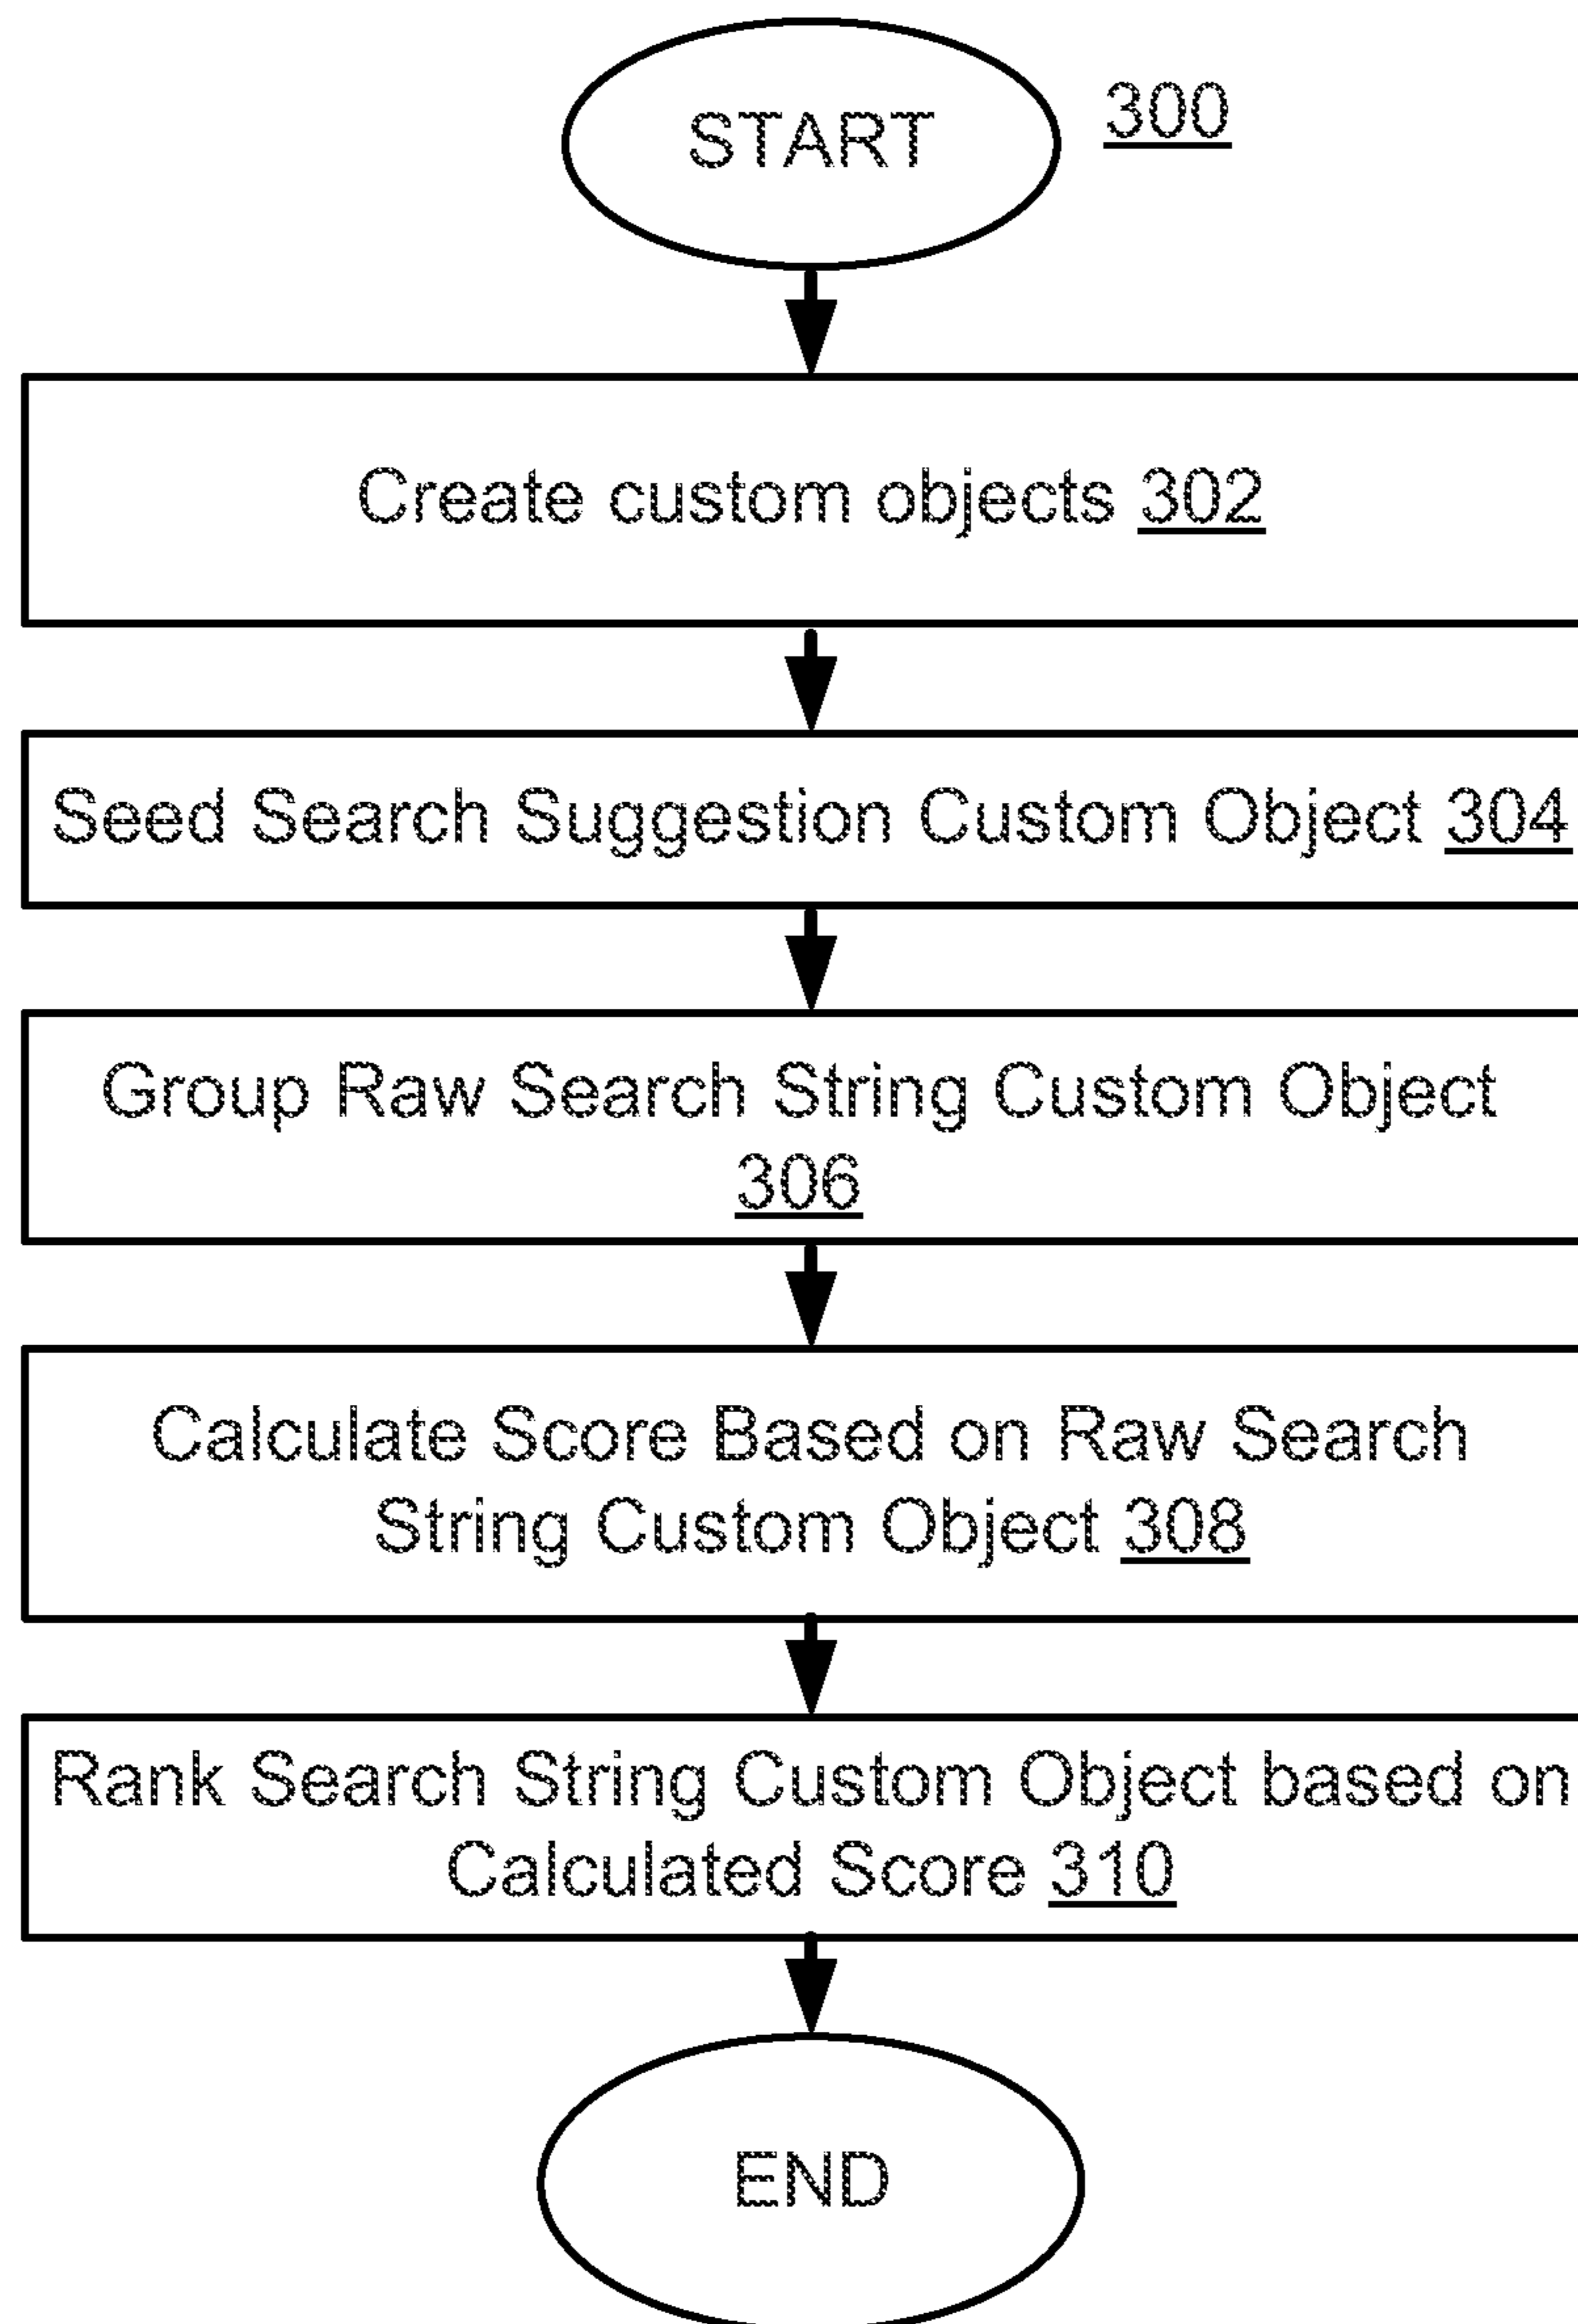 START
300
Create custom objects 302
Seed Search Suggestion Custom Object 304
Group Raw Search String Custom Object
306
Calculate Score Based on Raw Search
String Custom Object 308
Rank Search String Custom Object based on
Calculated Score 310
END